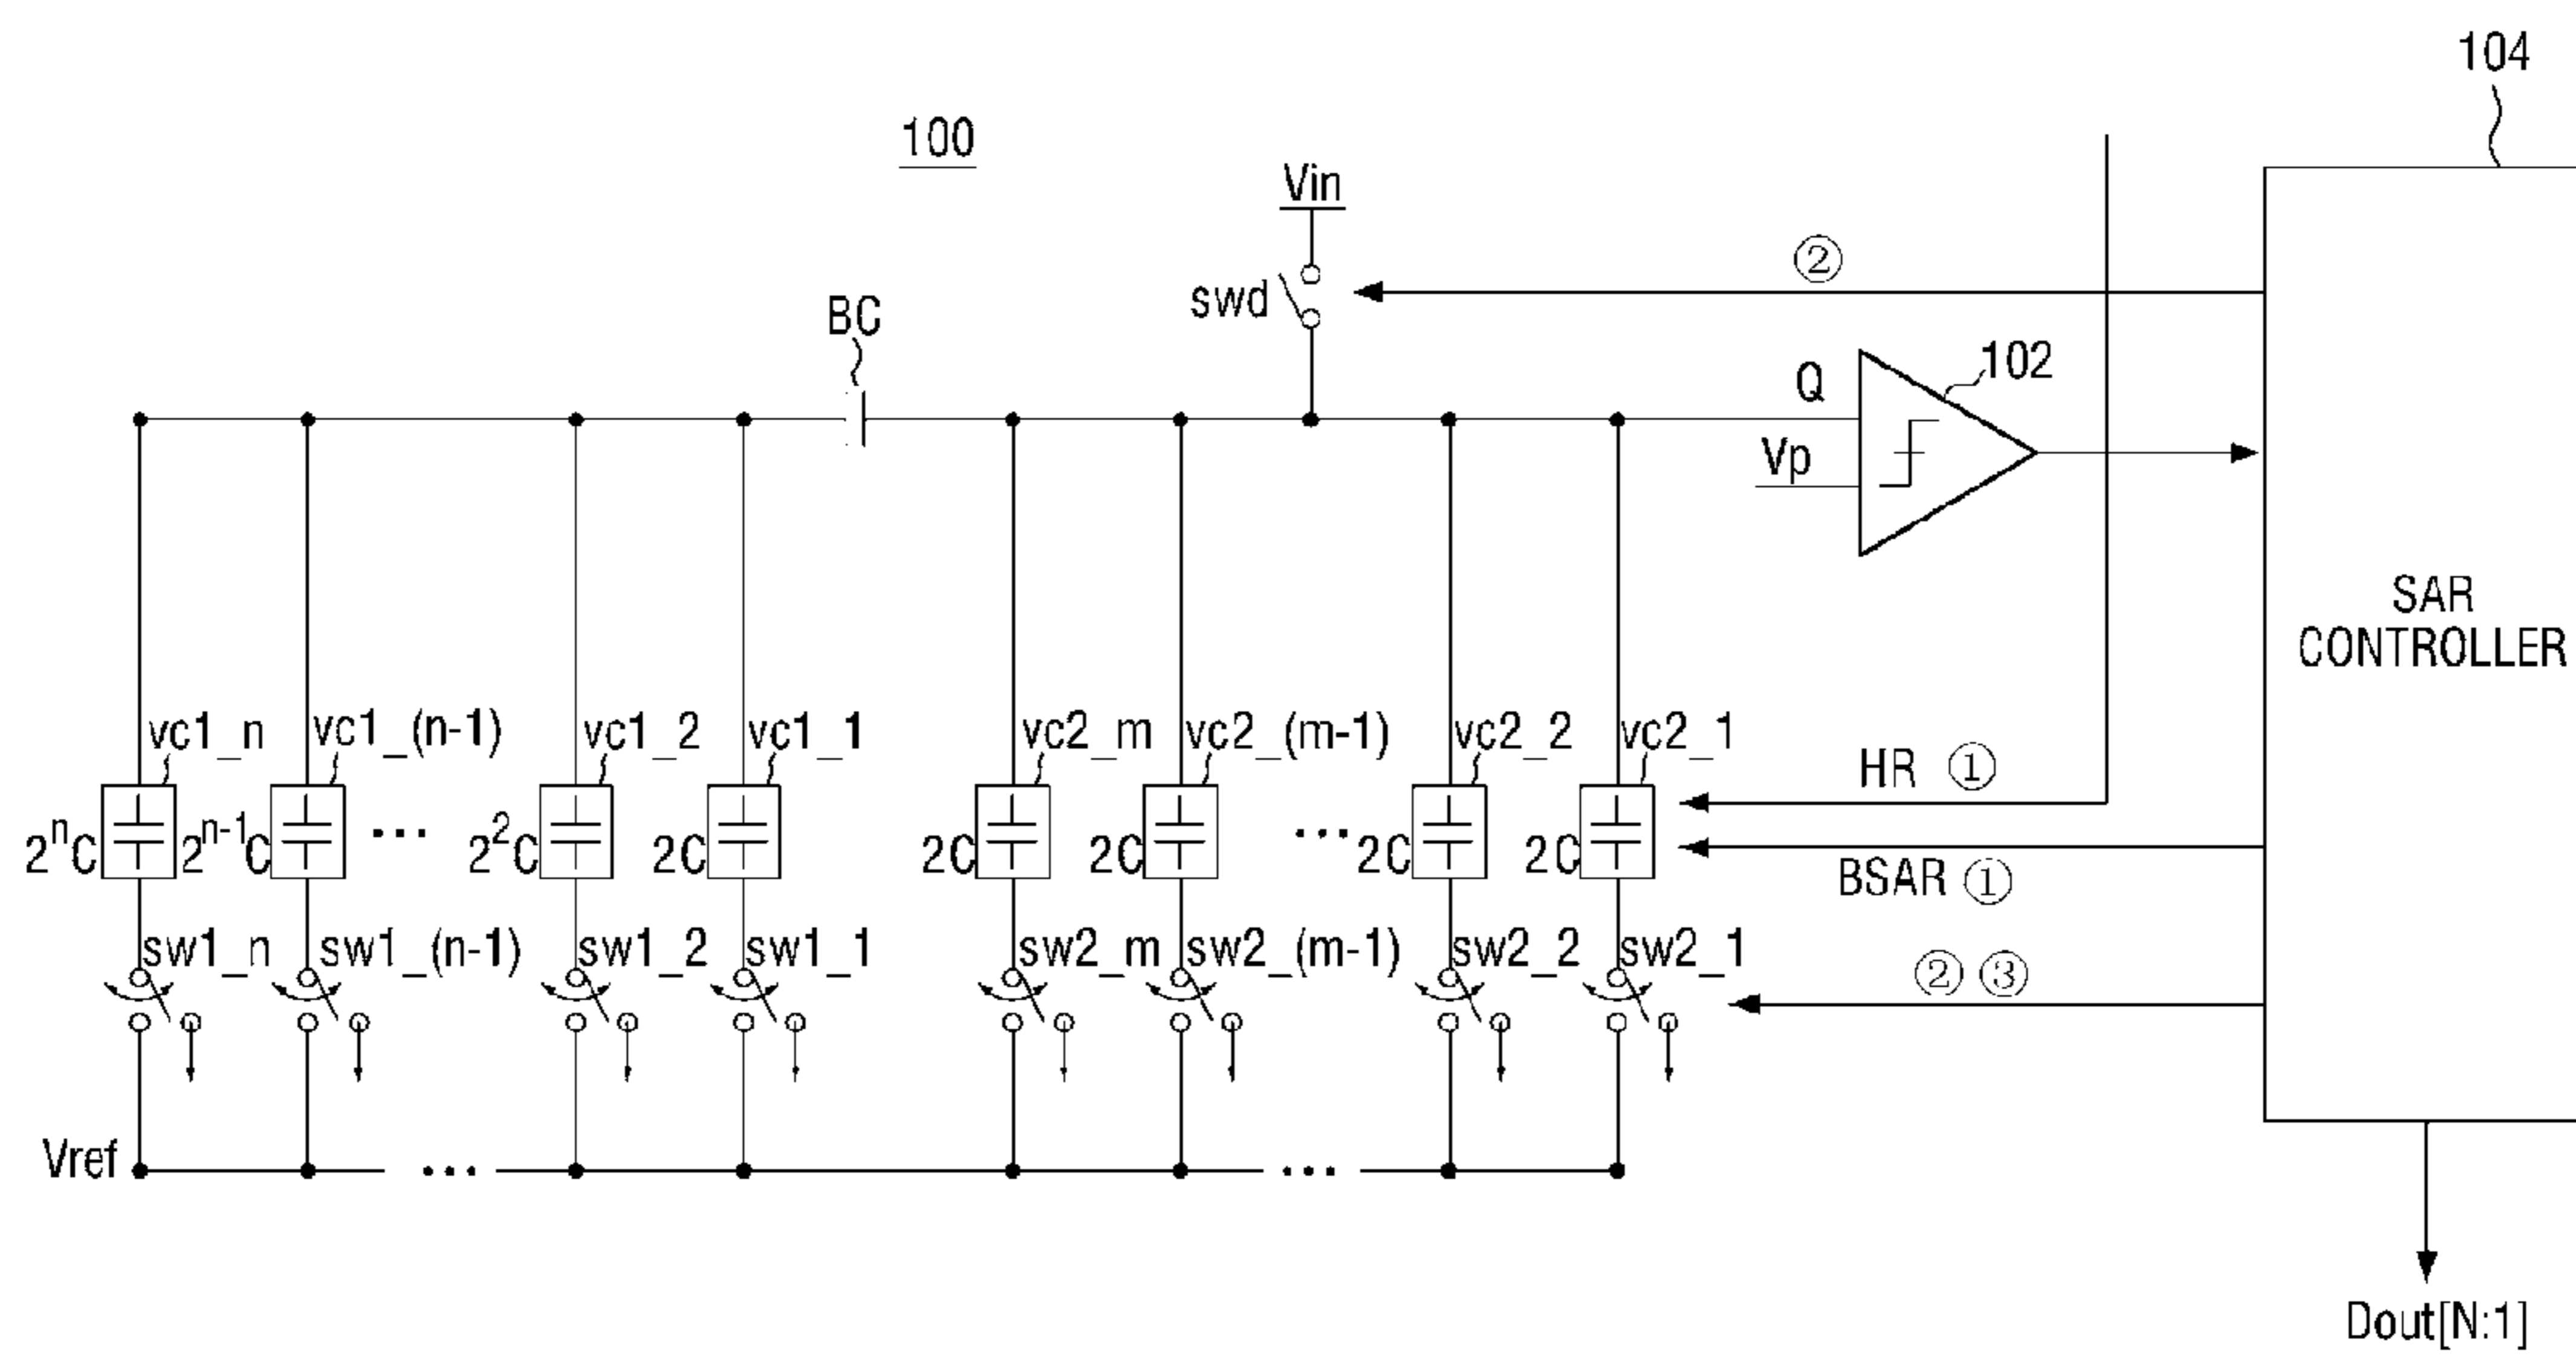 104
100
Vin
②
swd
BC
102
Q
Vp
SAR
CONTROLLER
vc1_n vc1_(n-1) vc1_2 vc1_1 vc2_m vc2_(m-1) vc2_2 vc2_1
HR ①
2ⁿC 2ⁿ⁻¹C ... 2²C 2C 2C 2C ... 2C 2C
BSAR ①
sw1_n sw1_(n-1) sw1_2 sw1_1 sw2_m sw2_(m-1) sw2_2 sw2_1
② ③
Vref ... ...
Dout[N:1]